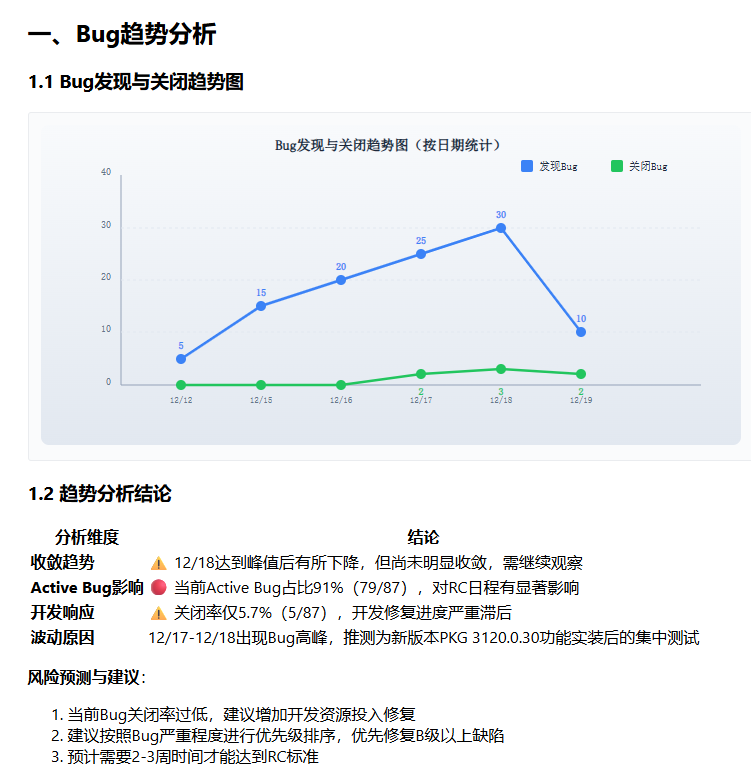 一、Bug趋势分析
1.1 Bug发现与关闭趋势图
Bug发现与关闭趋势图（按日期统计）
发现Bug 关闭Bug
40
30
20
10
0
5
15
20
25
30
10
2
3
2
12/12 12/15 12/16 12/17 12/18 12/19
1.2 趋势分析结论
分析维度 结论
收敛趋势 ⚠️ 12/18达到峰值后有所下降，但尚未明显收敛，需继续观察
Active Bug影响 🔴 当前Active Bug占比91%（79/87），对RC日程有显著影响
开发响应 ⚠️ 关闭率仅5.7%（5/87），开发修复进度严重滞后
波动原因 12/17-12/18出现Bug高峰，推测为新版本PKG 3120.0.30功能实装后的集中测试
风险预测与建议：
1. 当前Bug关闭率过低，建议增加开发资源投入修复
2. 建议按照Bug严重程度进行优先级排序，优先修复B级以上缺陷
3. 预计需要2-3周时间才能达到RC标准